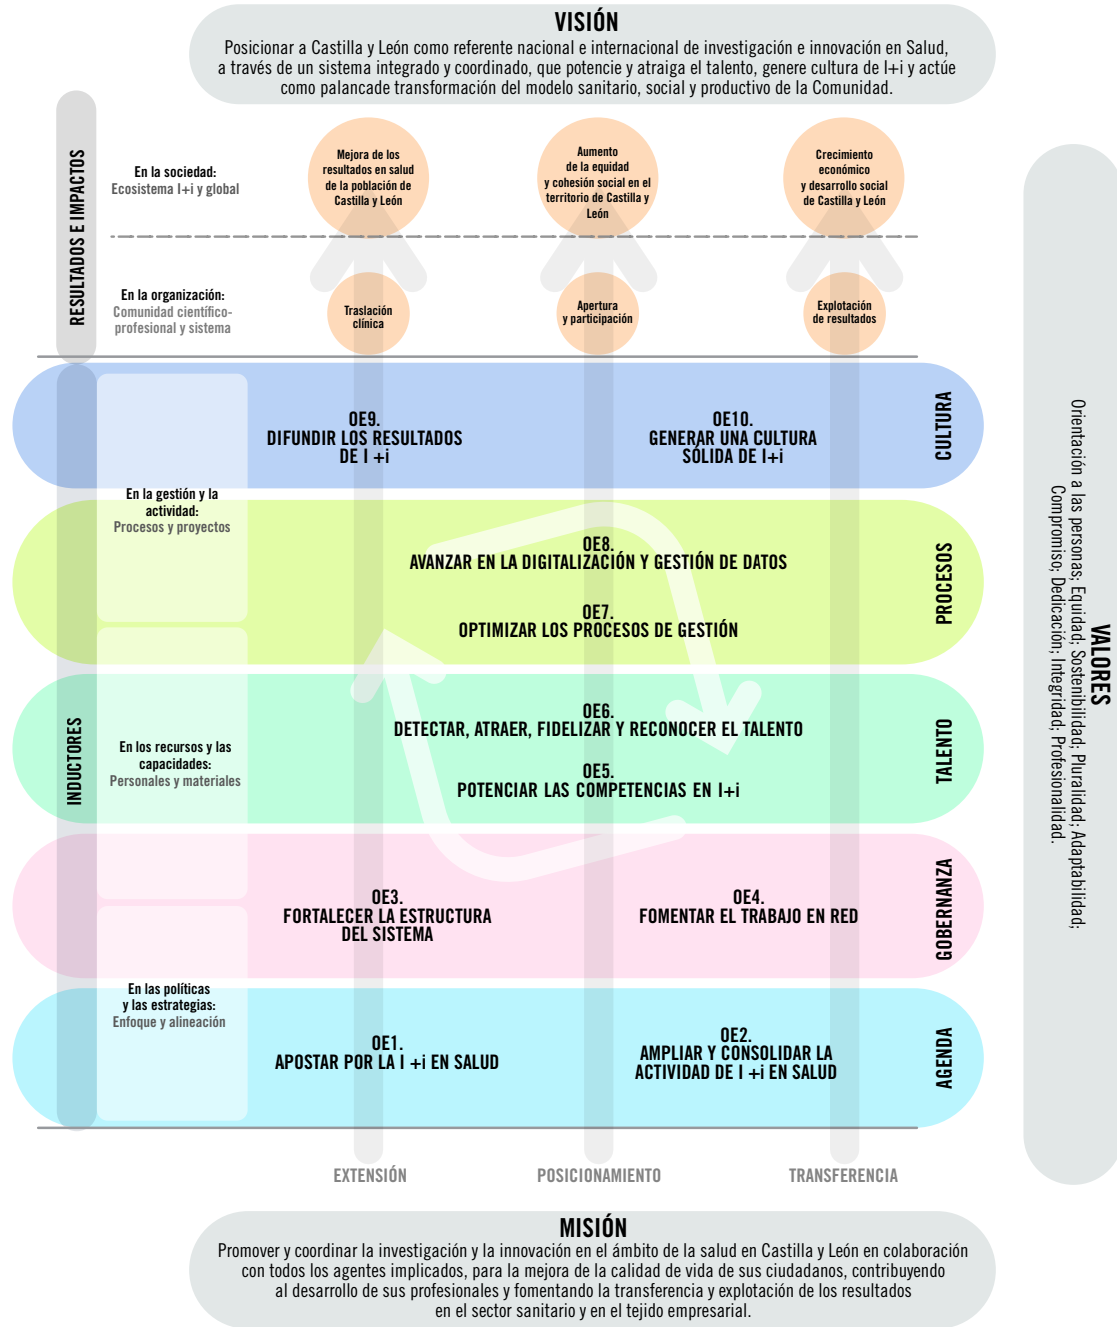 VISIÓN
Posicionar a Castilla y León como referente nacional e internacional de investigación e innovación en Salud,
a través de un sistema integrado y coordinado, que potencie y atraiga el talento, genere cultura de I+i y actúe
como palancade transformación del modelo sanitario, social y productivo de la Comunidad.
RESULTADOS E IMPACTOS
En la sociedad:
Ecosistema I+i y global
Mejora de los
resultados en salud
de la población de
Castilla y León
Aumento
de la equidad
y cohesión social en el
territorio de Castilla y
León
Crecimiento
económico
y desarrollo social
de Castilla y León
En la organización:
Comunidad científico-
profesional y sistema
Traslación
clínica
Apertura
y participación
Explotación
de resultados
INDUCTORES
En la gestión y la
actividad:
Procesos y proyectos
OE9.
DIFUNDIR LOS RESULTADOS
DE I +i
OE10.
GENERAR UNA CULTURA
SÓLIDA DE I+i
CULTURA
OE8.
AVANZAR EN LA DIGITALIZACIÓN Y GESTIÓN DE DATOS
OE7.
OPTIMIZAR LOS PROCESOS DE GESTIÓN
PROCESOS
En los recursos y las
capacidades:
Personales y materiales
OE6.
DETECTAR, ATRAER, FIDELIZAR Y RECONOCER EL TALENTO
OE5.
POTENCIAR LAS COMPETENCIAS EN I+i
TALENTO
OE3.
FORTALECER LA ESTRUCTURA
DEL SISTEMA
OE4.
FOMENTAR EL TRABAJO EN RED
GOBERNANZA
En las políticas
y las estrategias:
Enfoque y alineación
OE1.
APOSTAR POR LA I +i EN SALUD
OE2.
AMPLIAR Y CONSOLIDAR LA
ACTIVIDAD DE I +i EN SALUD
AGENDA
EXTENSIÓN
POSICIONAMIENTO
TRANSFERENCIA
VALORES
Orientación a las personas; Equidad; Sostenibilidad; Pluralidad; Adaptabilidad;
Compromiso; Dedicación; Integridad; Profesionalidad.
MISIÓN
Promover y coordinar la investigación y la innovación en el ámbito de la salud en Castilla y León en colaboración
con todos los agentes implicados, para la mejora de la calidad de vida de sus ciudadanos, contribuyendo
al desarrollo de sus profesionales y fomentando la transferencia y explotación de los resultados
en el sector sanitario y en el tejido empresarial.